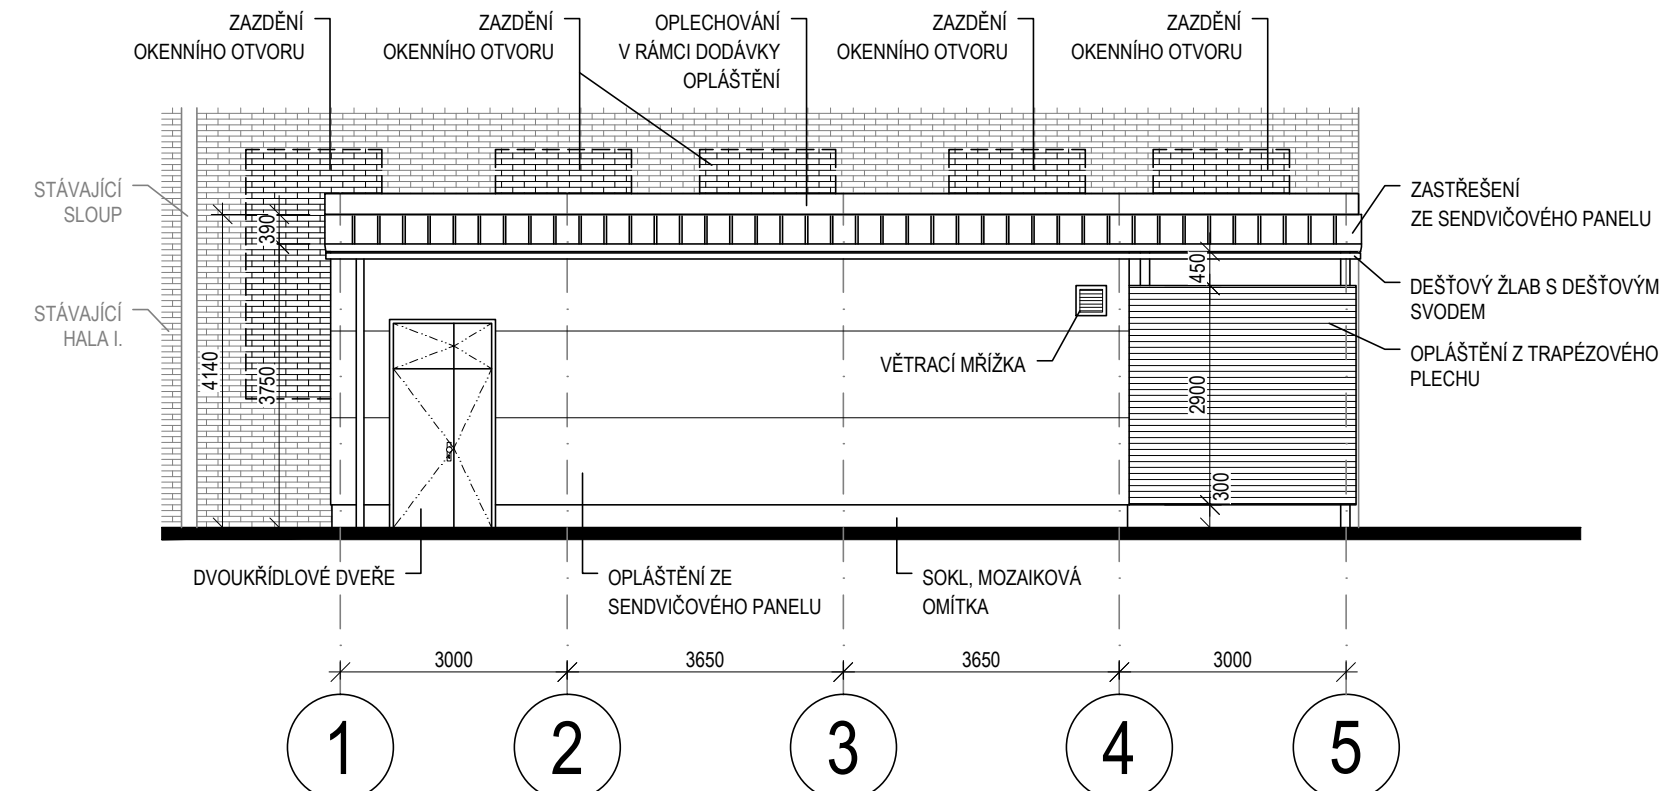 ZAZDĚNÍ
OKENNÍHO OTVORU
ZAZDĚNÍ
OKENNÍHO OTVORU
OPLECHOVÁNÍ
V RÁMCI DODÁVKY
OPLÁŠTĚNÍ
ZAZDĚNÍ
OKENNÍHO OTVORU
ZAZDĚNÍ
OKENNÍHO OTVORU
STÁVAJÍCÍ
SLOUP
STÁVAJÍCÍ
HALA I.
4140
390
3750
ZASTŘEŠENÍ
ZE SENDVIČOVÉHO PANELU
DEŠŤOVÝ ŽLAB S DEŠŤOVÝM
SVODEM
OPLÁŠTĚNÍ Z TRAPÉZOVÉHO
PLECHU
VĚTRACÍ MŘÍŽKA
450
2900
300
DVOUKŘÍDLOVÉ DVEŘE
OPLÁŠTĚNÍ ZE
SENDVIČOVÉHO PANELU
SOKL, MOZAIKOVÁ
OMÍTKA
3000
3650
3650
3000
1
2
3
4
5